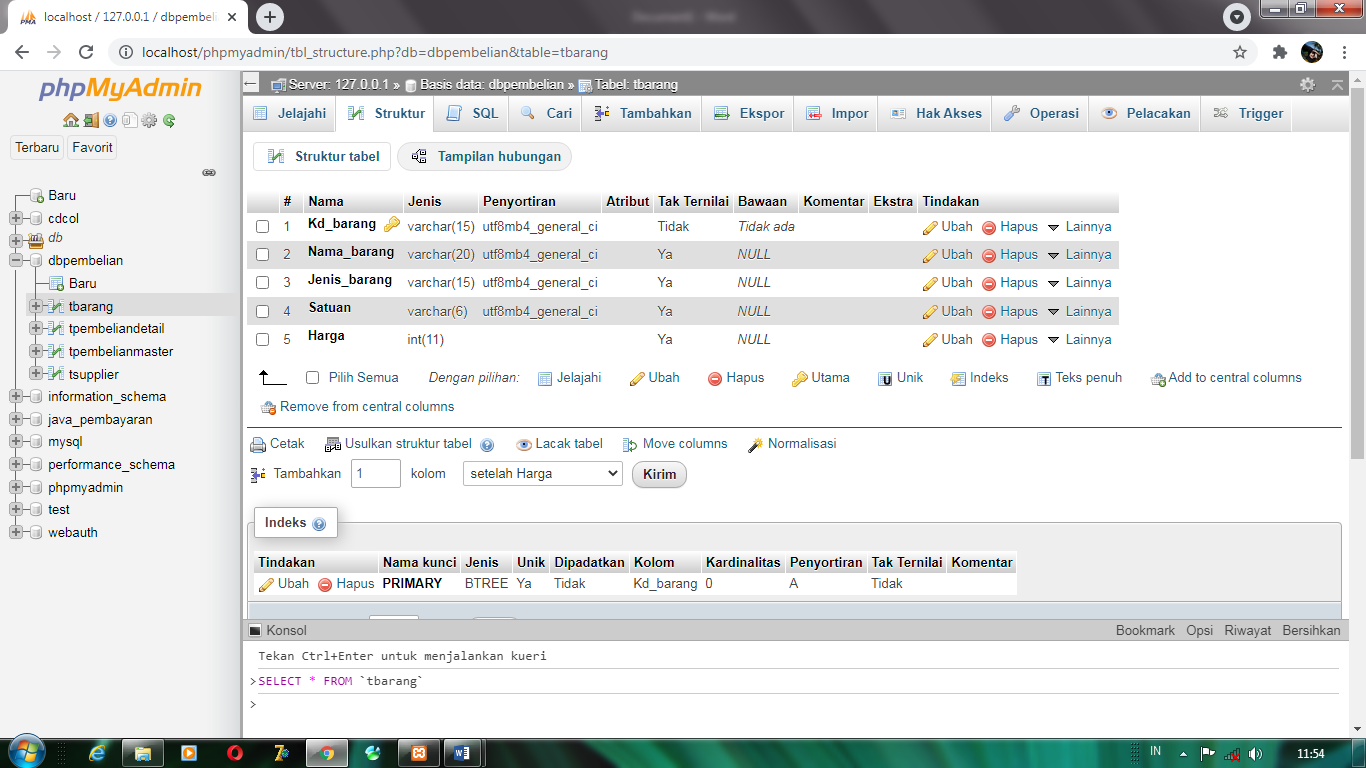 localhost / 127.0.0.1 / dbpembelian
localhost/phpmyadmin/tbl_structure.php?db=dbpembelian&table=tbarang
phpMyAdmin
Terbaru Favorit
Baru
cdcol
db
dbpembelian
Baru
tbarang
tpembeliandetail
tpembelianmaster
tsupplier
information_schema
java_pembayaran
mysql
performance_schema
phpmyadmin
test
webauth
Server: 127.0.0.1 » Basis data: dbpembelian » Tabel: tbarang
Jelajahi Struktur SQL Cari Tambahkan Ekspor Impor Hak Akses Operasi Pelacakan Trigger
Struktur tabel Tampilan hubungan
# Nama Jenis Penyortiran Atribut Tak Ternilai Bawaan Komentar Ekstra Tindakan
1 Kd_barang varchar(15) utf8mb4_general_ci Tidak Tidak ada Ubah Hapus Lainnya
2 Nama_barang varchar(20) utf8mb4_general_ci Ya NULL Ubah Hapus Lainnya
3 Jenis_barang varchar(15) utf8mb4_general_ci Ya NULL Ubah Hapus Lainnya
4 Satuan varchar(6) utf8mb4_general_ci Ya NULL Ubah Hapus Lainnya
5 Harga int(11) Ya NULL Ubah Hapus Lainnya
Pilih Semua Dengan pilihan: Jelajahi Ubah Hapus Utama Unik Indeks Teks penuh Add to central columns
Remove from central columns
Cetak Usulkan struktur tabel Lacak tabel Move columns Normalisasi
Tambahkan 1 kolom setelah Harga Kirim
Indeks
Tindakan Nama kunci Jenis Unik Dipadatkan Kolom Kardinalitas Penyortiran Tak Ternilai Komentar
Ubah Hapus PRIMARY BTREE Ya Tidak Kd_barang 0 A Tidak
Konsol Bookmark Opsi Riwayat Bersihkan
Tekan Ctrl+Enter untuk menjalankan kueri
>SELECT * FROM `tbarang`
>
IN 11:54